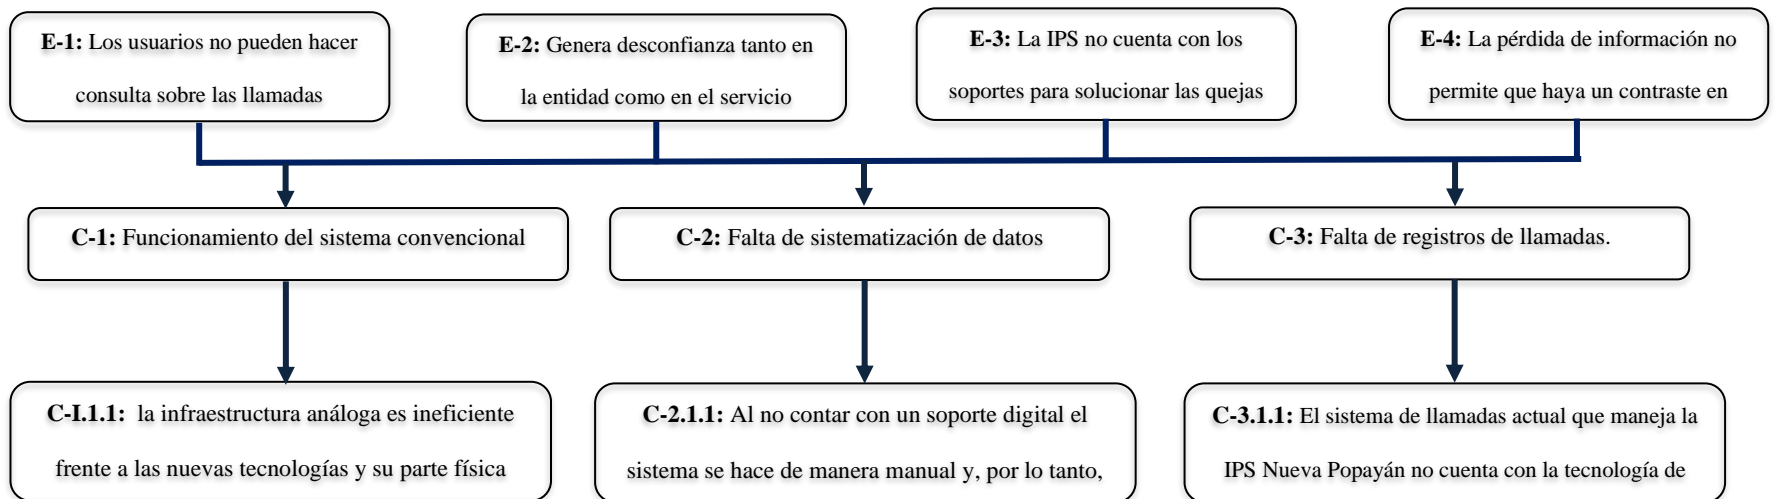 E-1: Los usuarios no pueden hacer
consulta sobre las llamadas
E-2: Genera desconfianza tanto en
la entidad como en el servicio
E-3: La IPS no cuenta con los
soportes para solucionar las quejas
E-4: La pérdida de información no
permite que haya un contraste en
C-1: Funcionamiento del sistema convencional
C-2: Falta de sistematización de datos
C-3: Falta de registros de llamadas.
C-I.1.1: la infraestructura análoga es ineficiente
frente a las nuevas tecnologías y su parte física
C-2.1.1: Al no contar con un soporte digital el
sistema se hace de manera manual y, por lo tanto,
C-3.1.1: El sistema de llamadas actual que maneja la
IPS Nueva Popayán no cuenta con la tecnología de